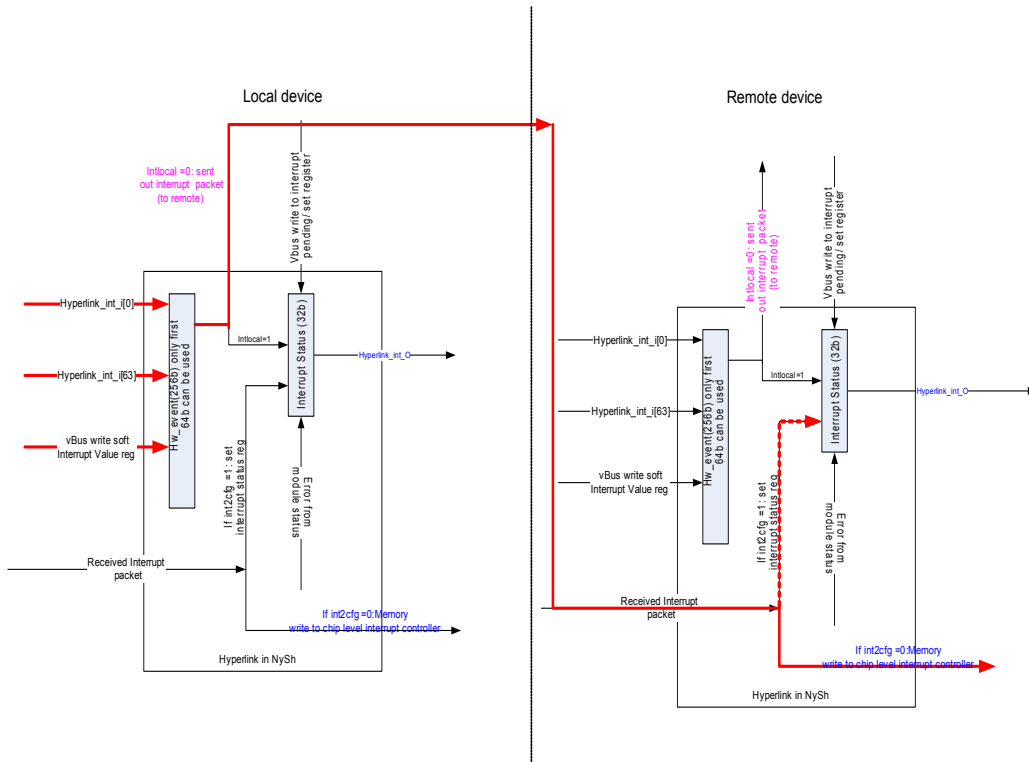 Local device
Intlocal =0: sent
out interrupt packet
(to remote)
Vbus write to interrupt
pending/ set register
Hyperlink_int_i[0]
Hyperlink_int_i[63]
vBus write soft
Interrupt Value reg
Hw_event(256b) only first
64b can be used
Intlocal=1
Interrupt Status (32b)
Hyperlink_int_O
If int2cfg =1: set
interrupt status reg
Error from
module status
Received Interrupt
packet
If int2cfg =0:Memory
write to chip level interrupt controller
Hyperlink in NySh
Remote device
Intlocal =0: sent
out interrupt packet
(to remote)
Vbus write to interrupt
pending/ set register
Hyperlink_int_i[0]
Hyperlink_int_i[63]
vBus write soft
Interrupt Value reg
Hw_event(256b) only first
64b can be used
Intlocal=1
Interrupt Status (32b)
Hyperlink_int_O
If int2cfg =1: set
interrupt status reg
Error from
module status
Received Interrupt
packet
If int2cfg =0:Memory
write to chip level interrupt controller
Hyperlink in NySh